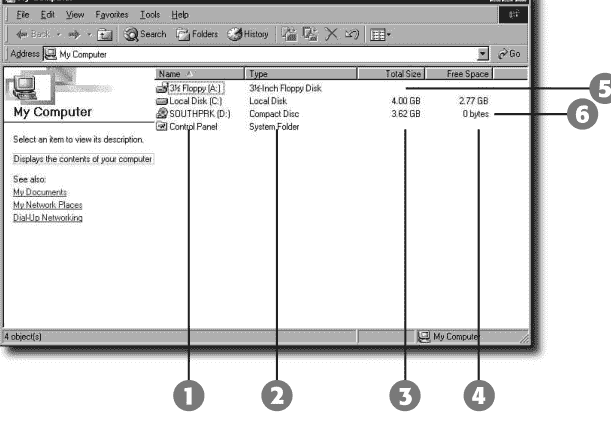 File Edit View Favorites Tools Help
Back Search Folders History
Address My Computer Go
Name Type Total Size Free Space
3½ Floppy (A:) 3½-Inch Floppy Disk
Local Disk (C:) Local Disk 4.00 GB 2.77 GB
SOUTHPRK (D:) Compact Disc 3.62 GB 0 bytes
Control Panel System Folder
My Computer
Select an item to view its description.
Displays the contents of your computer
See also:
My Documents
My Network Places
Dial-Up Networking
4 object(s) My Computer
5
6
1 2 3 4